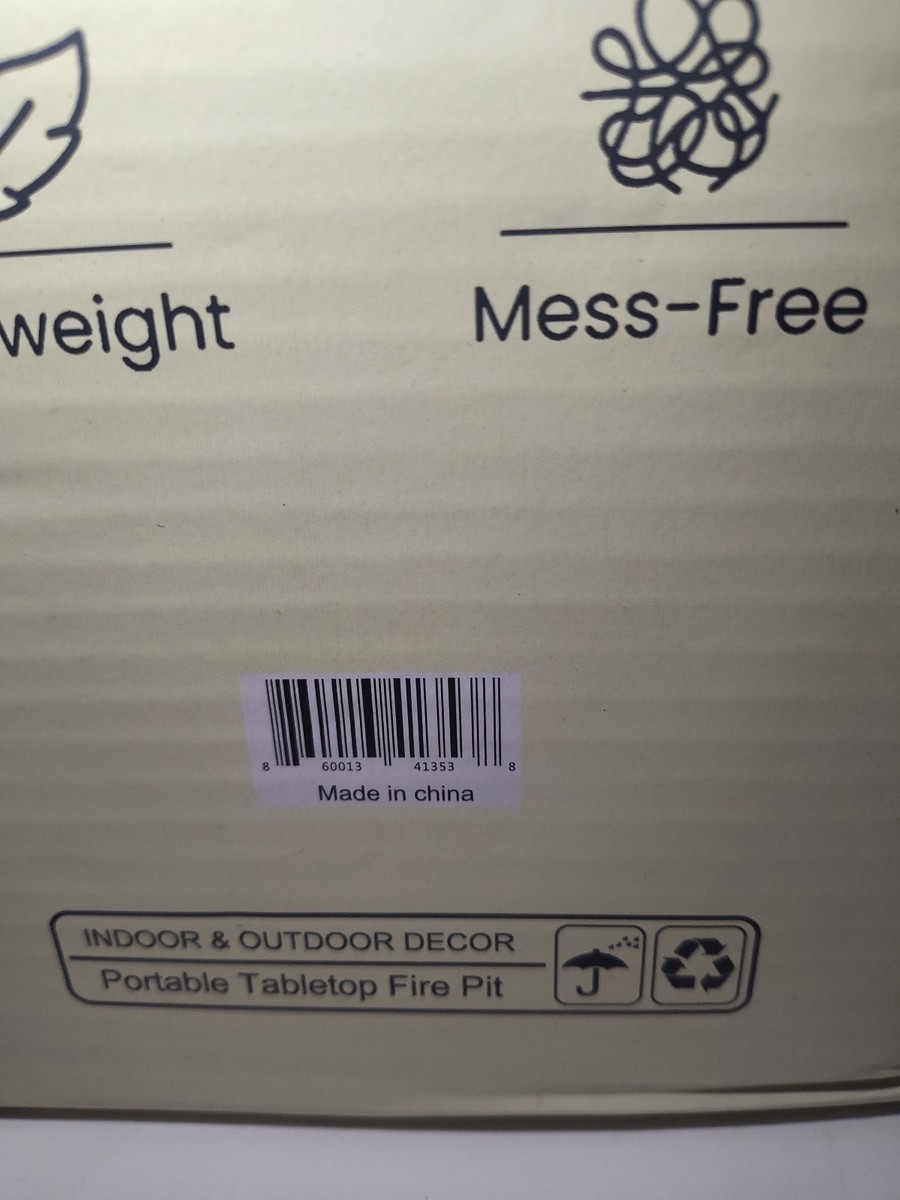 weight
Mess-Free
8 60013 41353 8
Made in china
INDOOR & OUTDOOR DECOR
Portable Tabletop Fire Pit